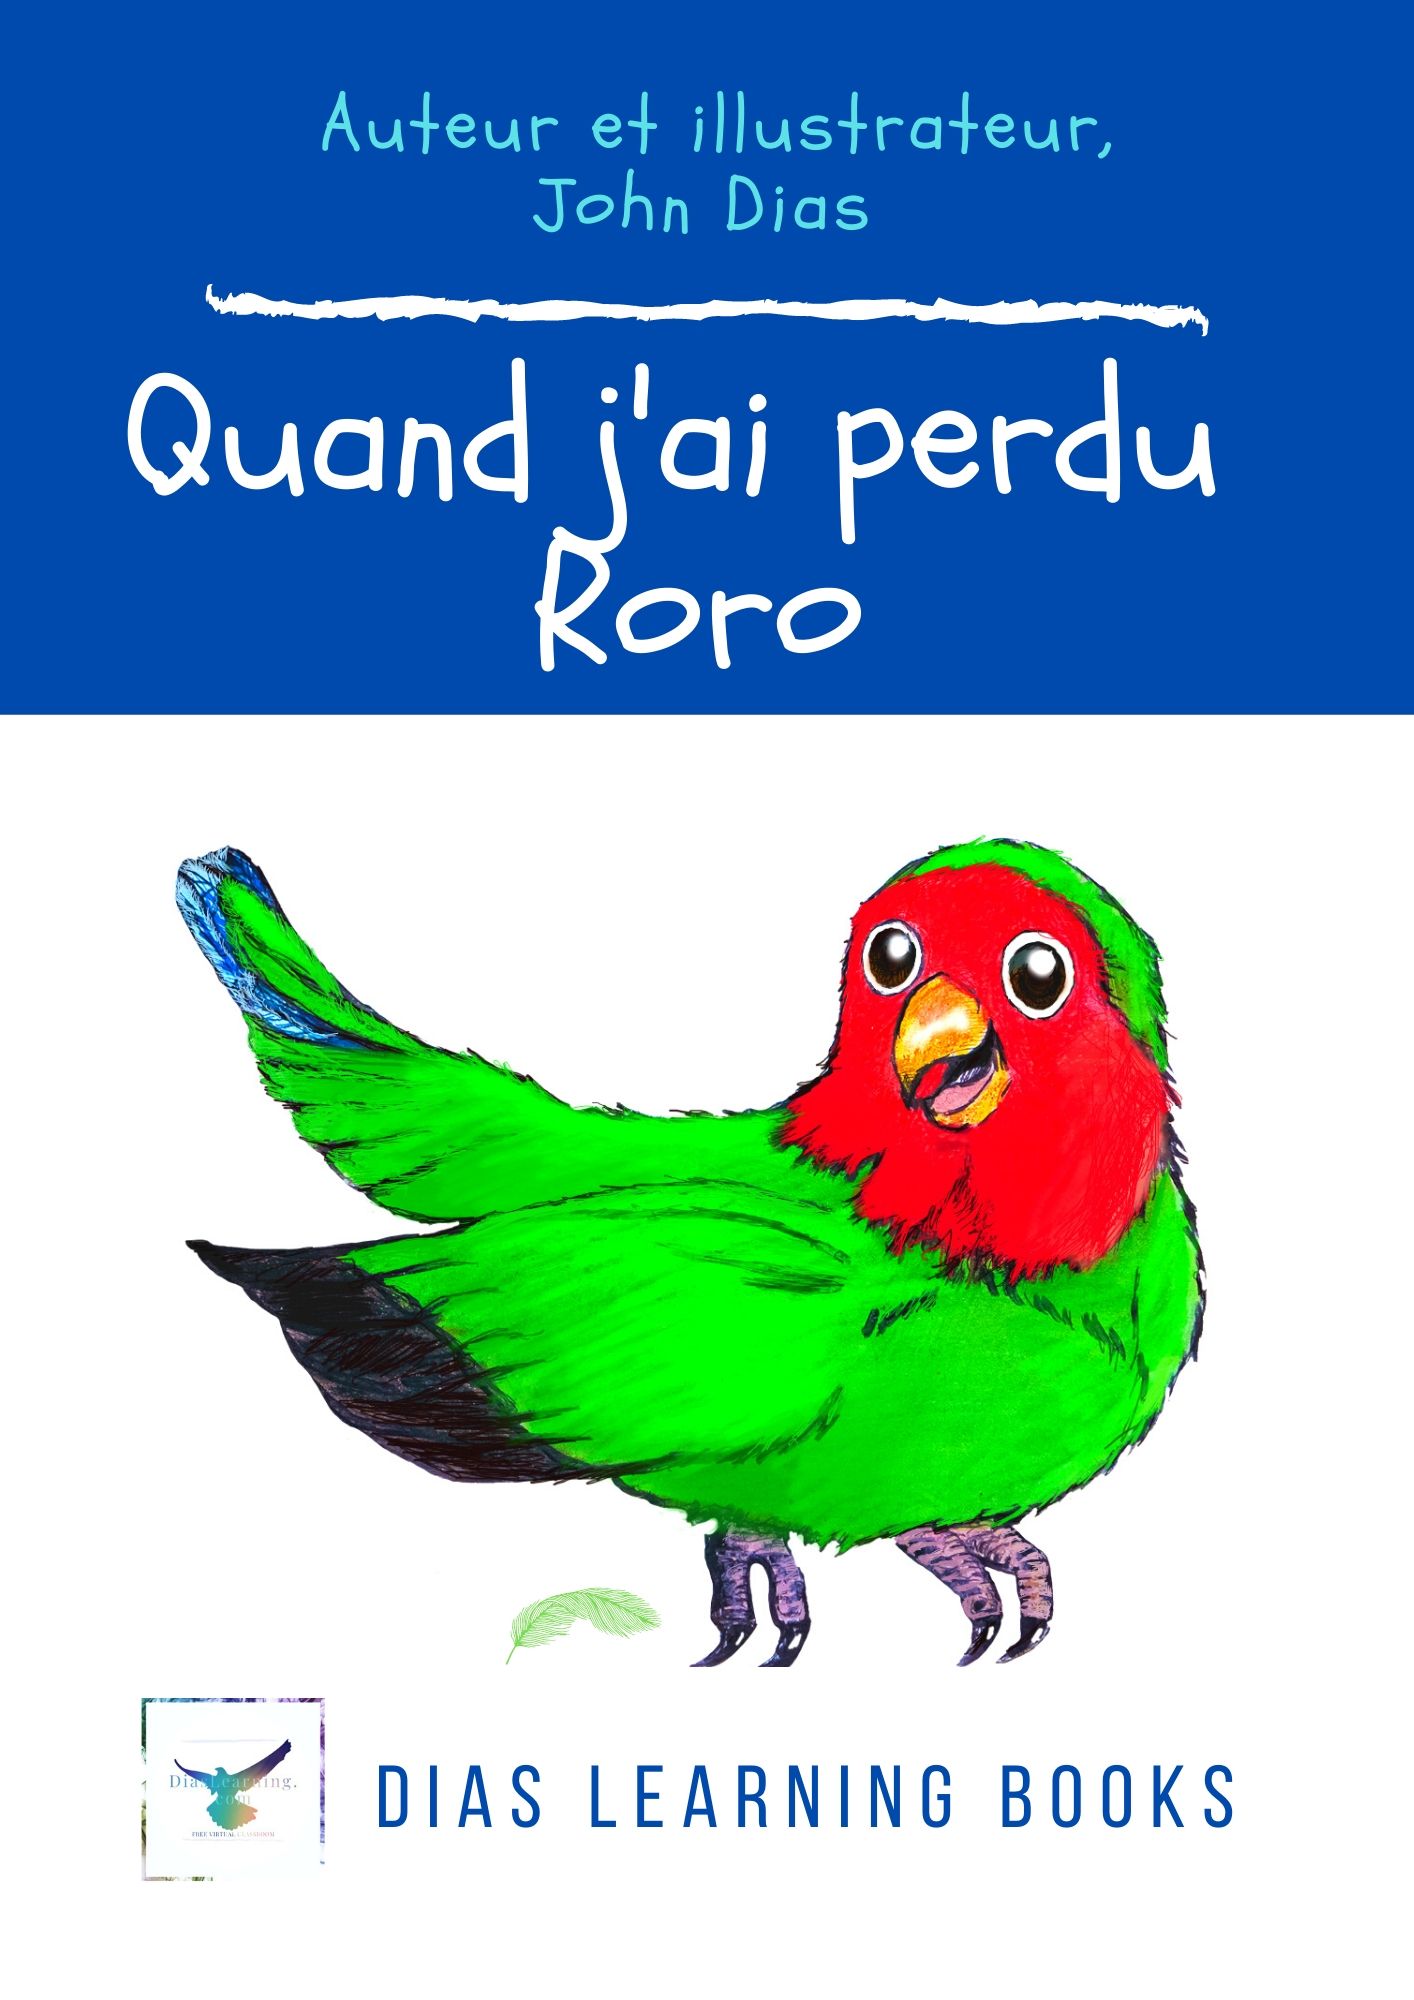 Auteur et illustrateur,
John Dias
Quand j'ai perdu
Roro
DiasLearning.
com
FREE VIRTUAL CLASSROOM
DIAS LEARNING BOOKS